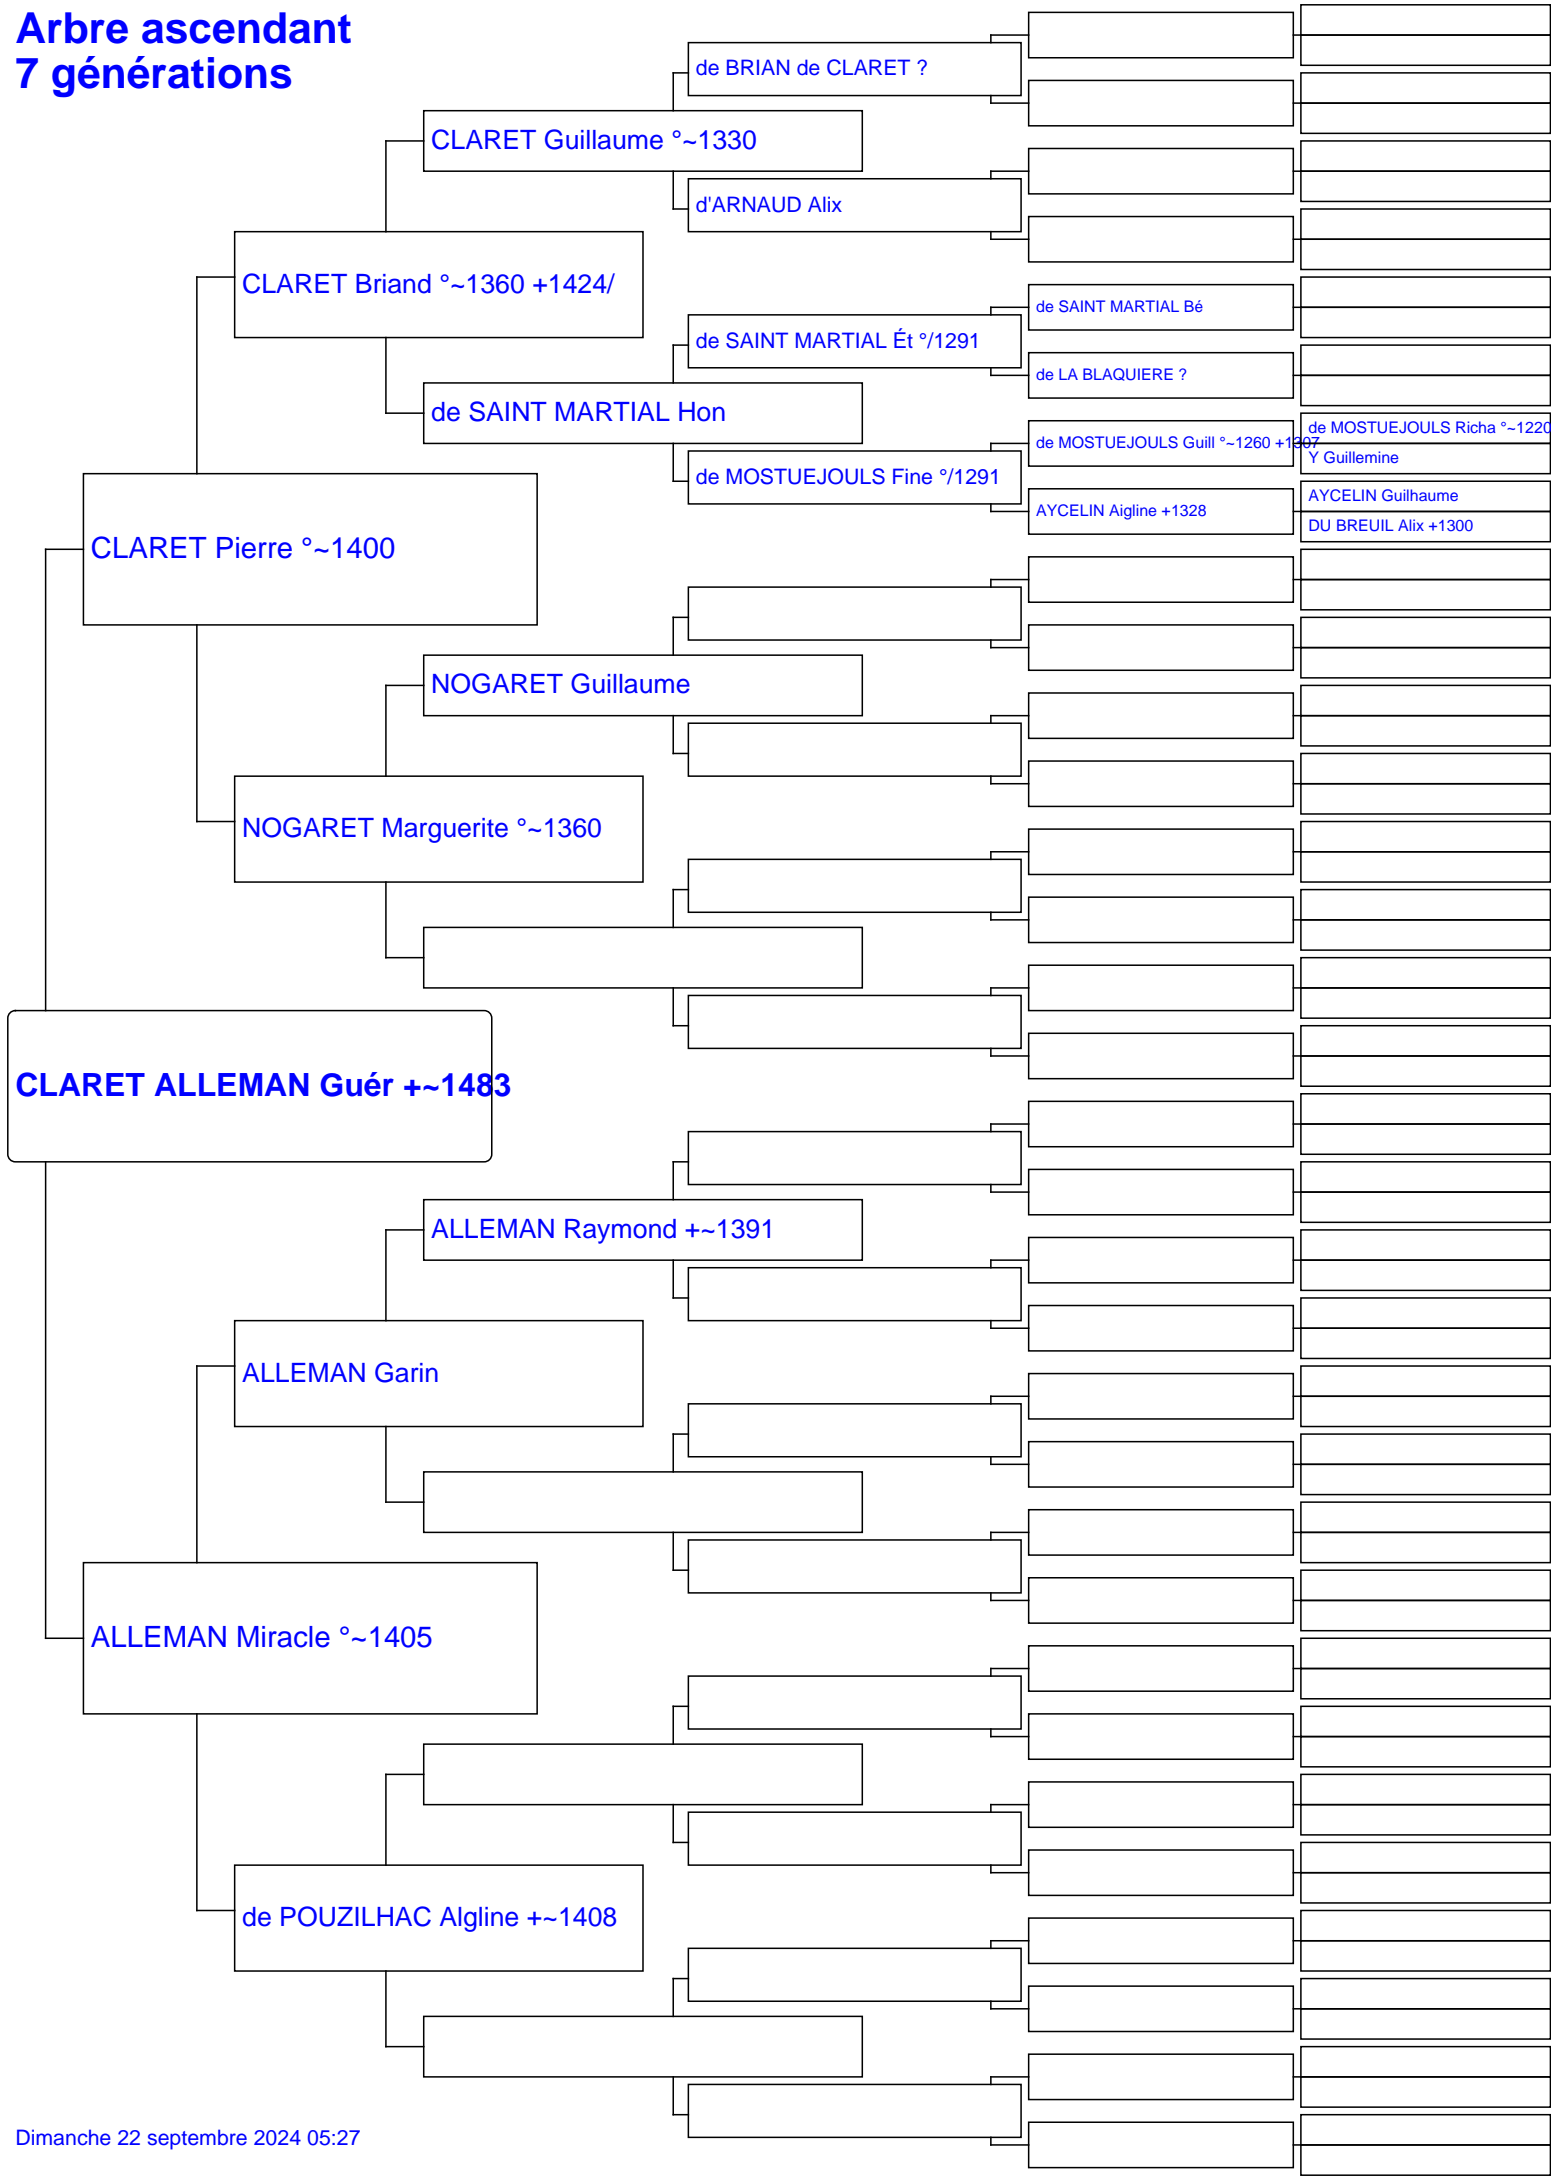 Arbre ascendant
7 générations
de BRIAN de CLARET ?
CLARET Guillaume °~1330
d'ARNAUD Alix
CLARET Briand °~1360 +1424/
de SAINT MARTIAL Bé
de SAINT MARTIAL Ét °/1291
de LA BLAQUIERE ?
de SAINT MARTIAL Hon
de MOSTUEJOULS Richa °~1220
de MOSTUEJOULS Guill °~1260 +1307
Y Guillemine
de MOSTUEJOULS Fine °/1291
AYCELIN Guilhaume
AYCELIN Aigline +1328
DU BREUIL Alix +1300
CLARET Pierre °~1400
NOGARET Guillaume
NOGARET Marguerite °~1360
CLARET ALLEMAN Guér +~1483
ALLEMAN Raymond +~1391
ALLEMAN Garin
ALLEMAN Miracle °~1405
de POUZILHAC Algline +~1408
Dimanche 22 septembre 2024 05:27